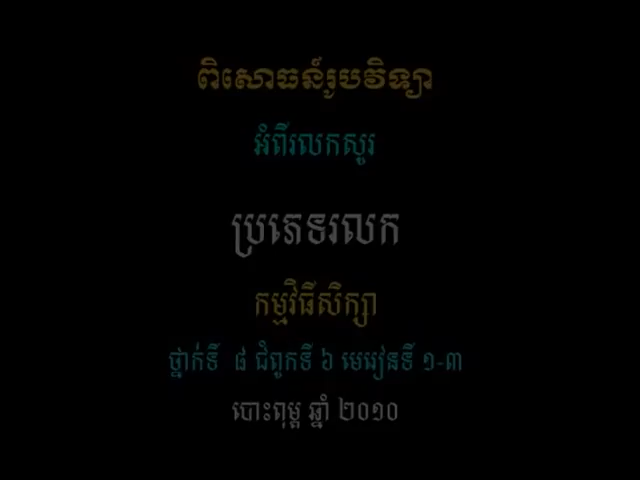 ពិសោធន៍រូបវិទ្យា
អំពីរលកសូរ
ប្រភេទរលក
កម្មវិធីសិក្សា
ថ្នាក់ទី ៨ ជំពូកទី ៦ មេរៀនទី ១-៣
បោះពុម្ព ឆ្នាំ ២០១០